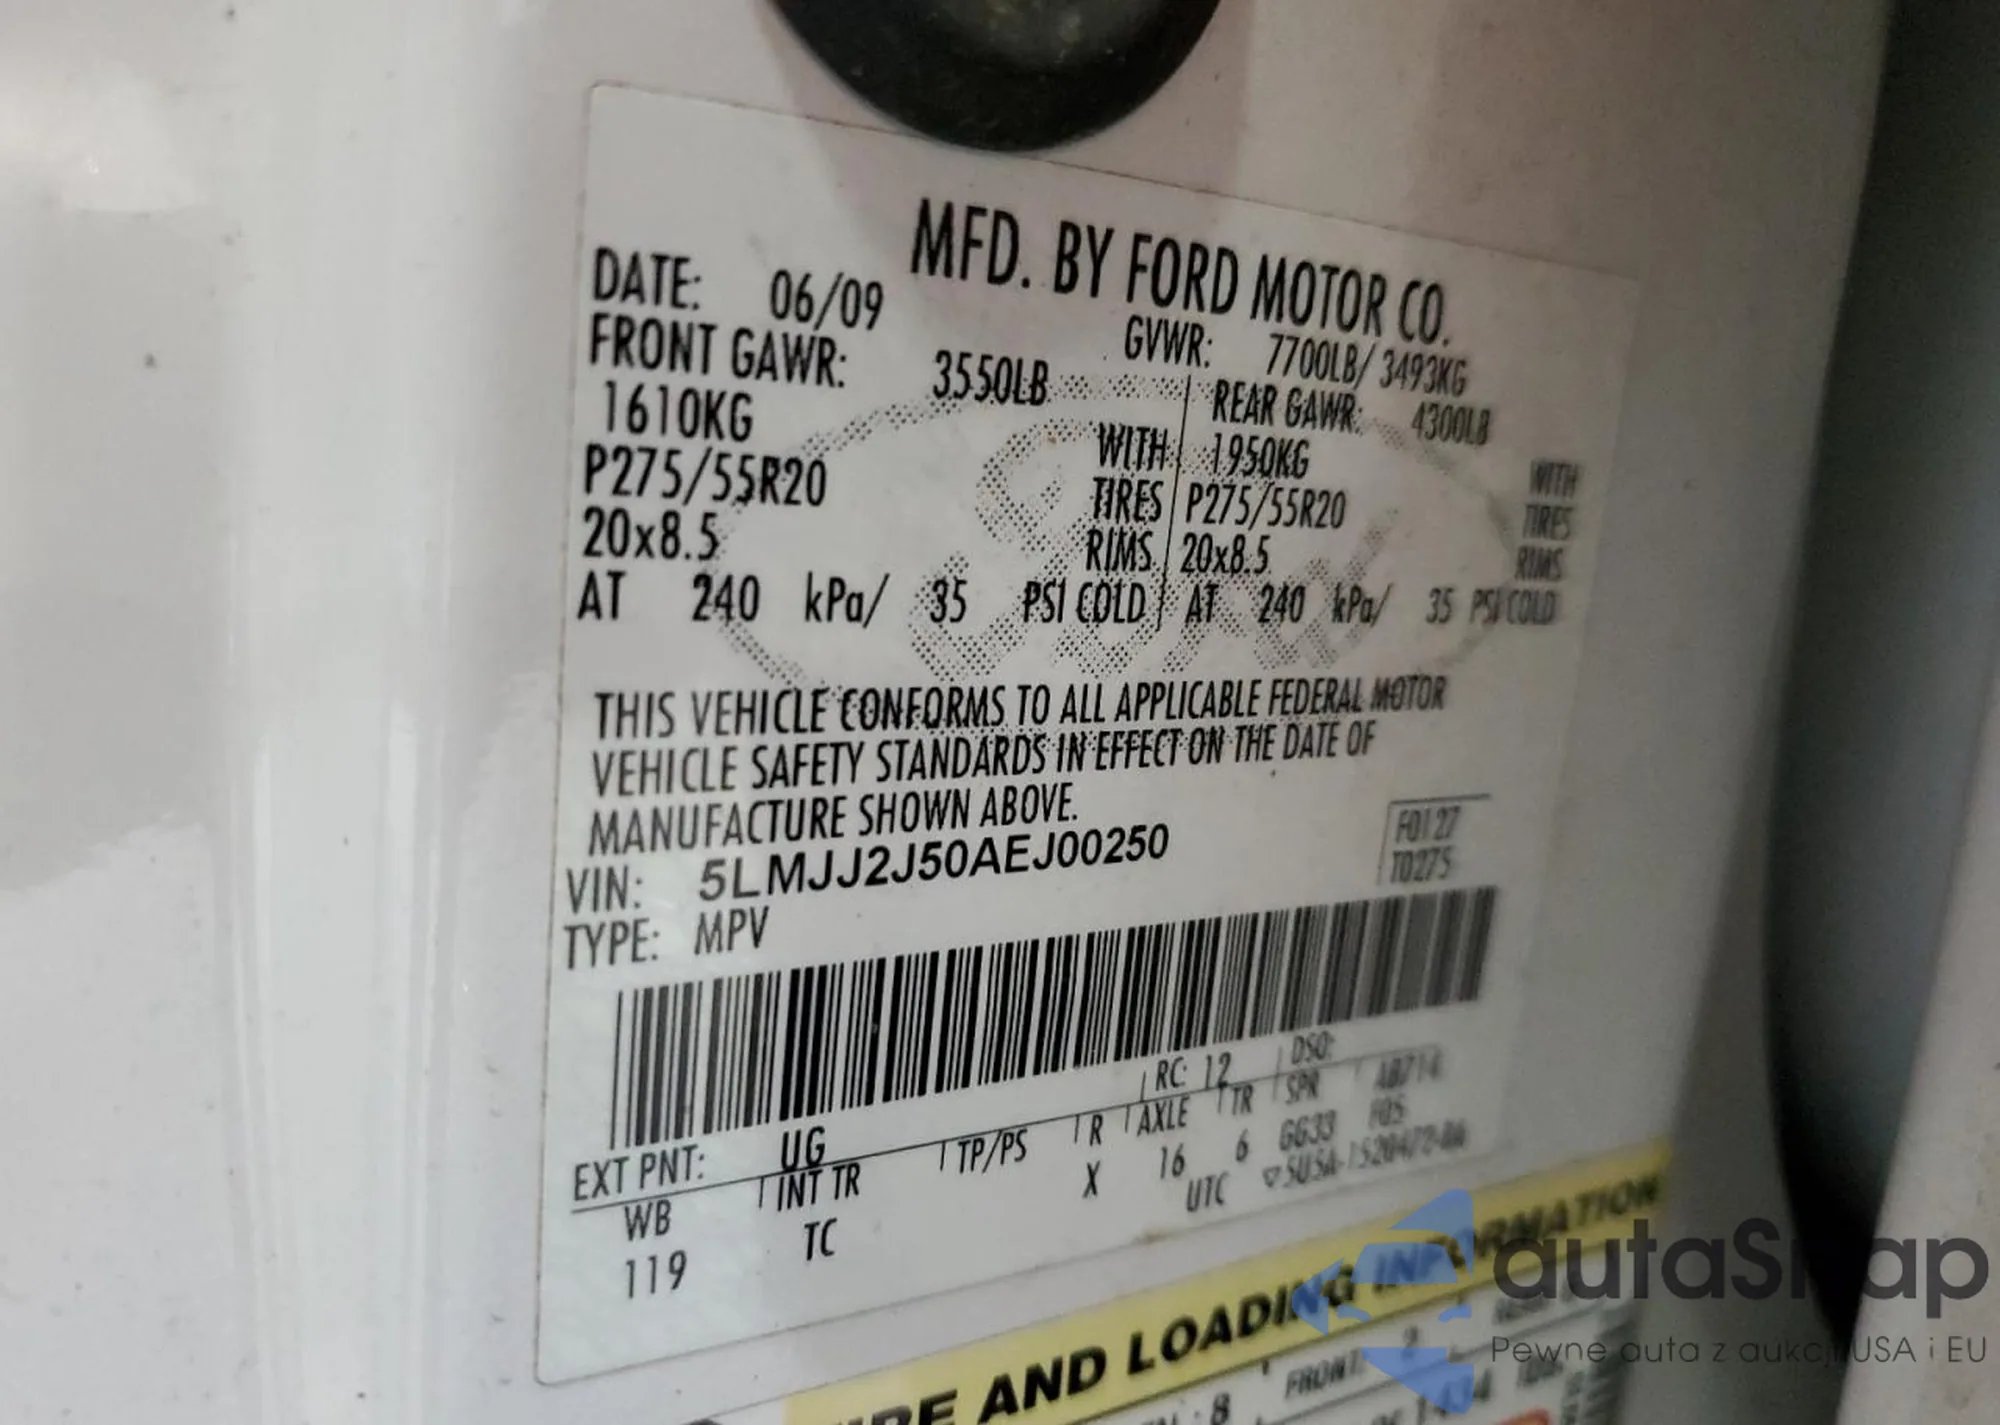 MFD. BY FORD MOTOR CO.
DATE: 06/09 GVWR: 7700LB/ 3493KG
FRONT GAWR: 3550LB REAR GAWR: 4300LB
1610KG WITH 1950KG WITH
P275/55R20 TIRES P275/55R20 TIRES
20x8.5 RIMS 20x8.5 RIMS
AT 240 kPa/ 35 PSI COLD AT 240 kPa/ 35 PSI COLD
THIS VEHICLE CONFORMS TO ALL APPLICABLE FEDERAL MOTOR
VEHICLE SAFETY STANDARDS IN EFFECT ON THE DATE OF
MANUFACTURE SHOWN ABOVE.
F0127
T0275
VIN: 5LMJJ2J50AEJ00250
TYPE: MPV
EXT PNT: UG RC: 12 DSO:
WB INT TR TP/PS R AXLE TR SPR
119 TC X 16 6 GG33 F05
UTC
AND LOADING INFORMATION
FRONT: 2
8
autaSnap
Pewne auta z aukcji USA i EU